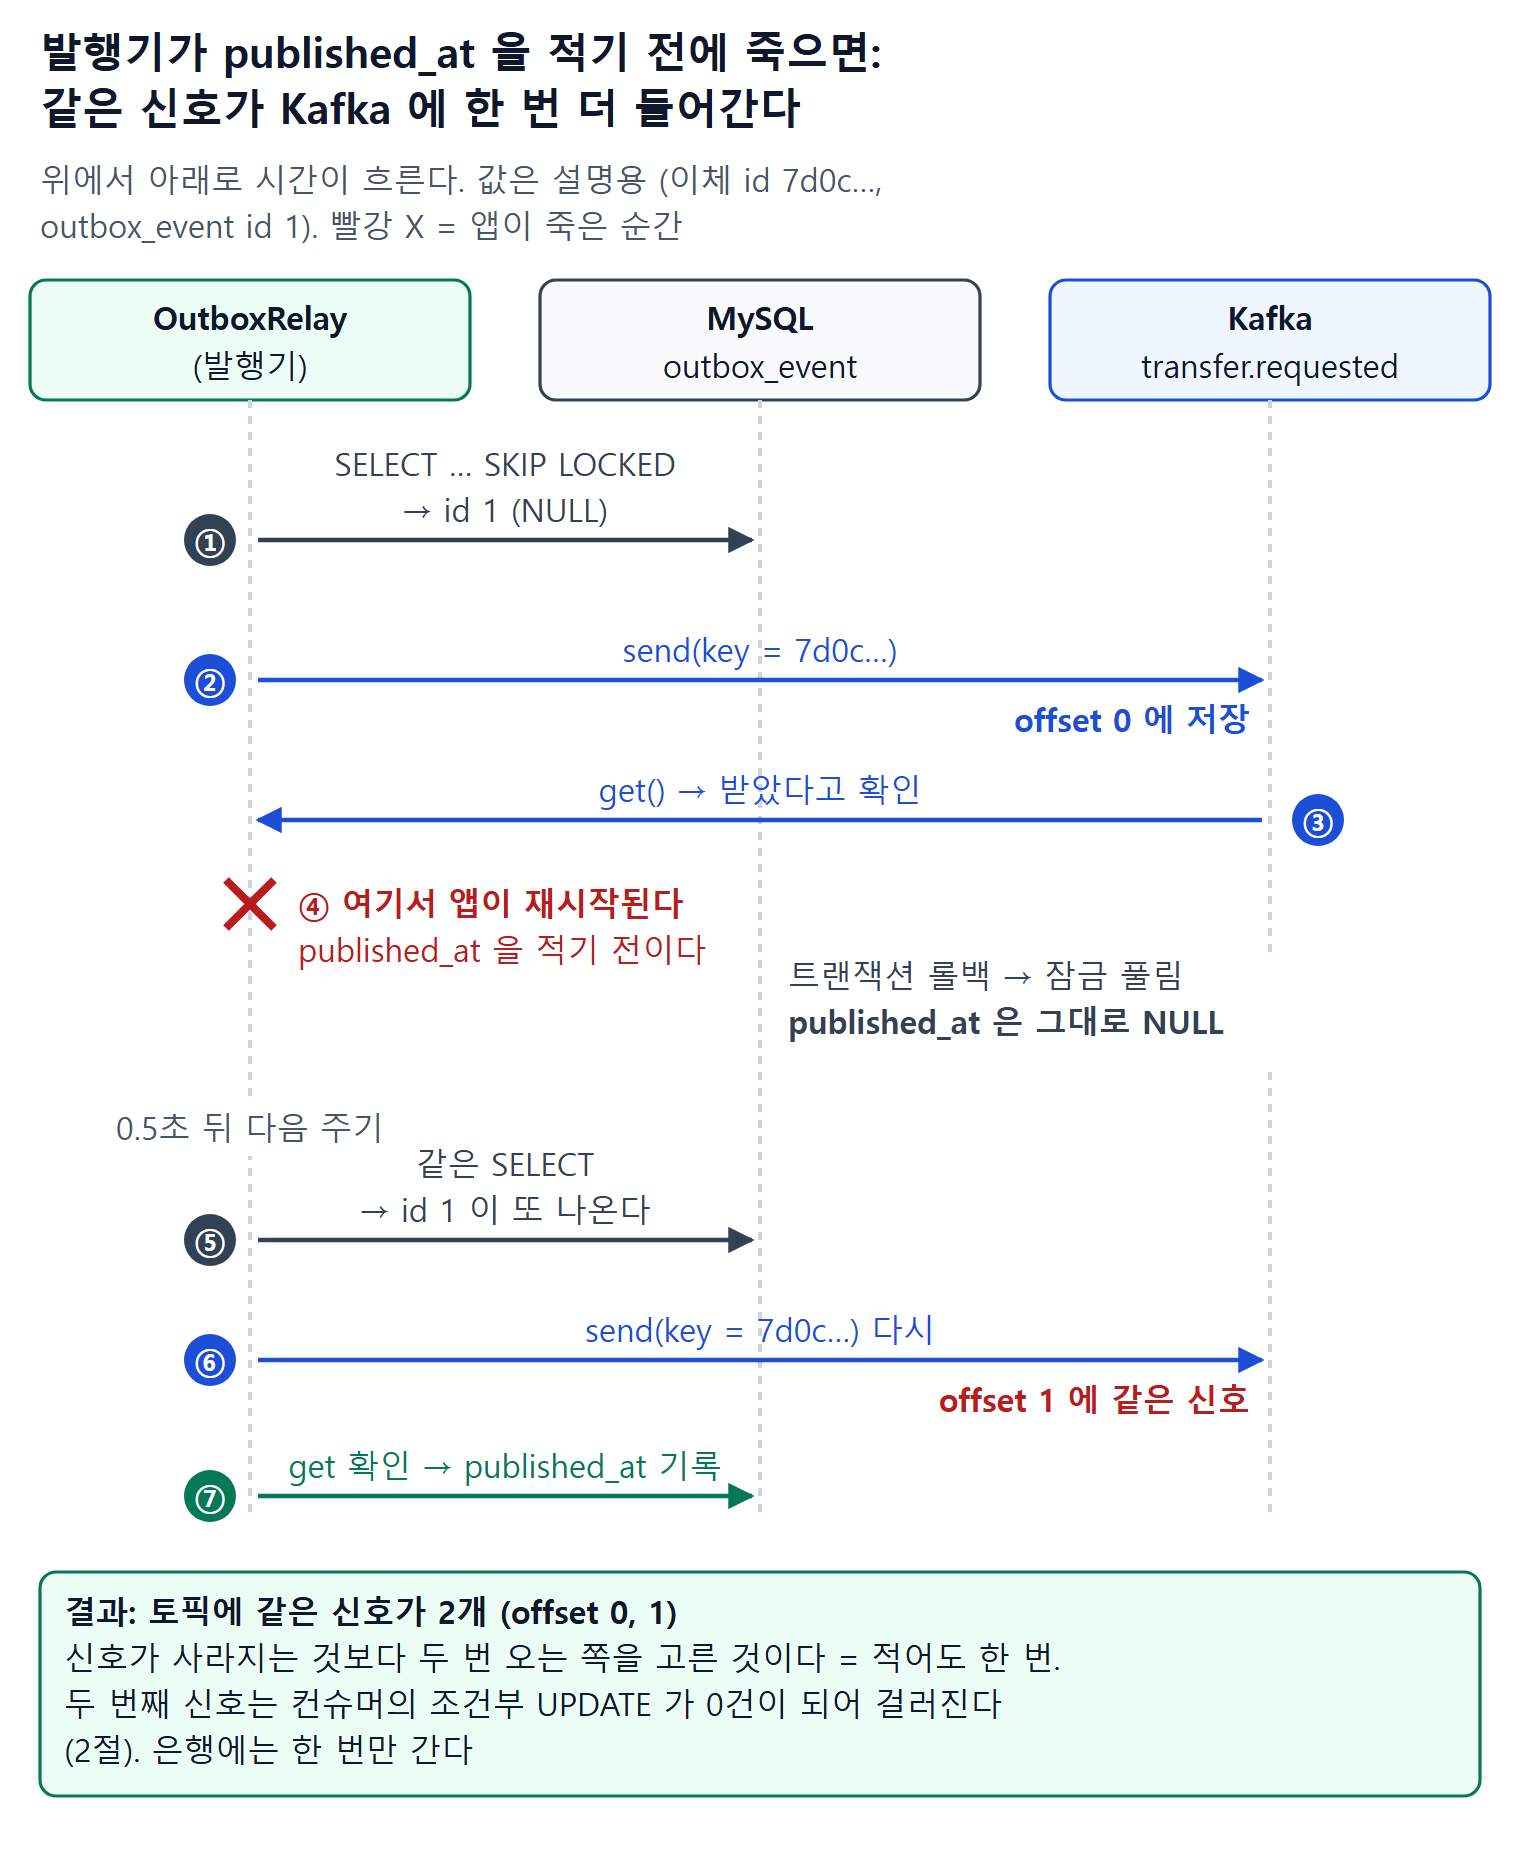 발행기가 published_at 을 적기 전에 죽으면:
같은 신호가 Kafka 에 한 번 더 들어간다
위에서 아래로 시간이 흐른다. 값은 설명용 (이체 id 7d0c…,
outbox_event id 1). 빨강 X = 앱이 죽은 순간
OutboxRelay
(발행기)
MySQL
outbox_event
Kafka
transfer.requested
SELECT … SKIP LOCKED
→ id 1 (NULL)
①
send(key = 7d0c…)
②
offset 0 에 저장
get() → 받았다고 확인
③
④ 여기서 앱이 재시작된다
published_at 을 적기 전이다
트랜잭션 롤백 → 잠금 풀림
published_at 은 그대로 NULL
0.5초 뒤 다음 주기
같은 SELECT
→ id 1 이 또 나온다
⑤
send(key = 7d0c…) 다시
⑥
offset 1 에 같은 신호
get 확인 → published_at 기록
⑦
결과: 토픽에 같은 신호가 2개 (offset 0, 1)
신호가 사라지는 것보다 두 번 오는 쪽을 고른 것이다 = 적어도 한 번.
두 번째 신호는 컨슈머의 조건부 UPDATE 가 0건이 되어 걸러진다
(2절). 은행에는 한 번만 간다